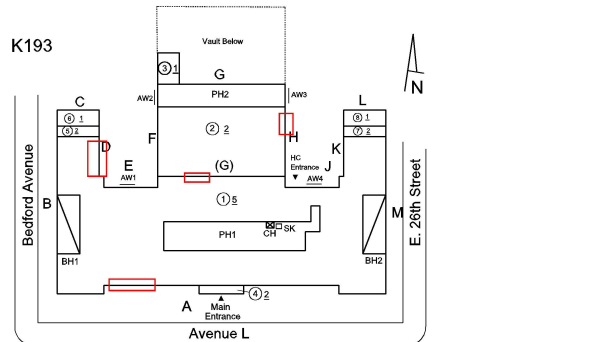 K193
Vault Below
N
③ 1
G
AW2
PH2
AW3
C
L
⑥ 1
⑧ 1
⑤ 2
⑦ 2
② 2
F
H
D
K
E
(G)
HC
Entrance
J
AW1
AW4
Bedford Avenue
B
① 5
M
E. 26th Street
PH1
CH
SK
BH1
BH2
④ 2
A
Main
Entrance
Avenue L